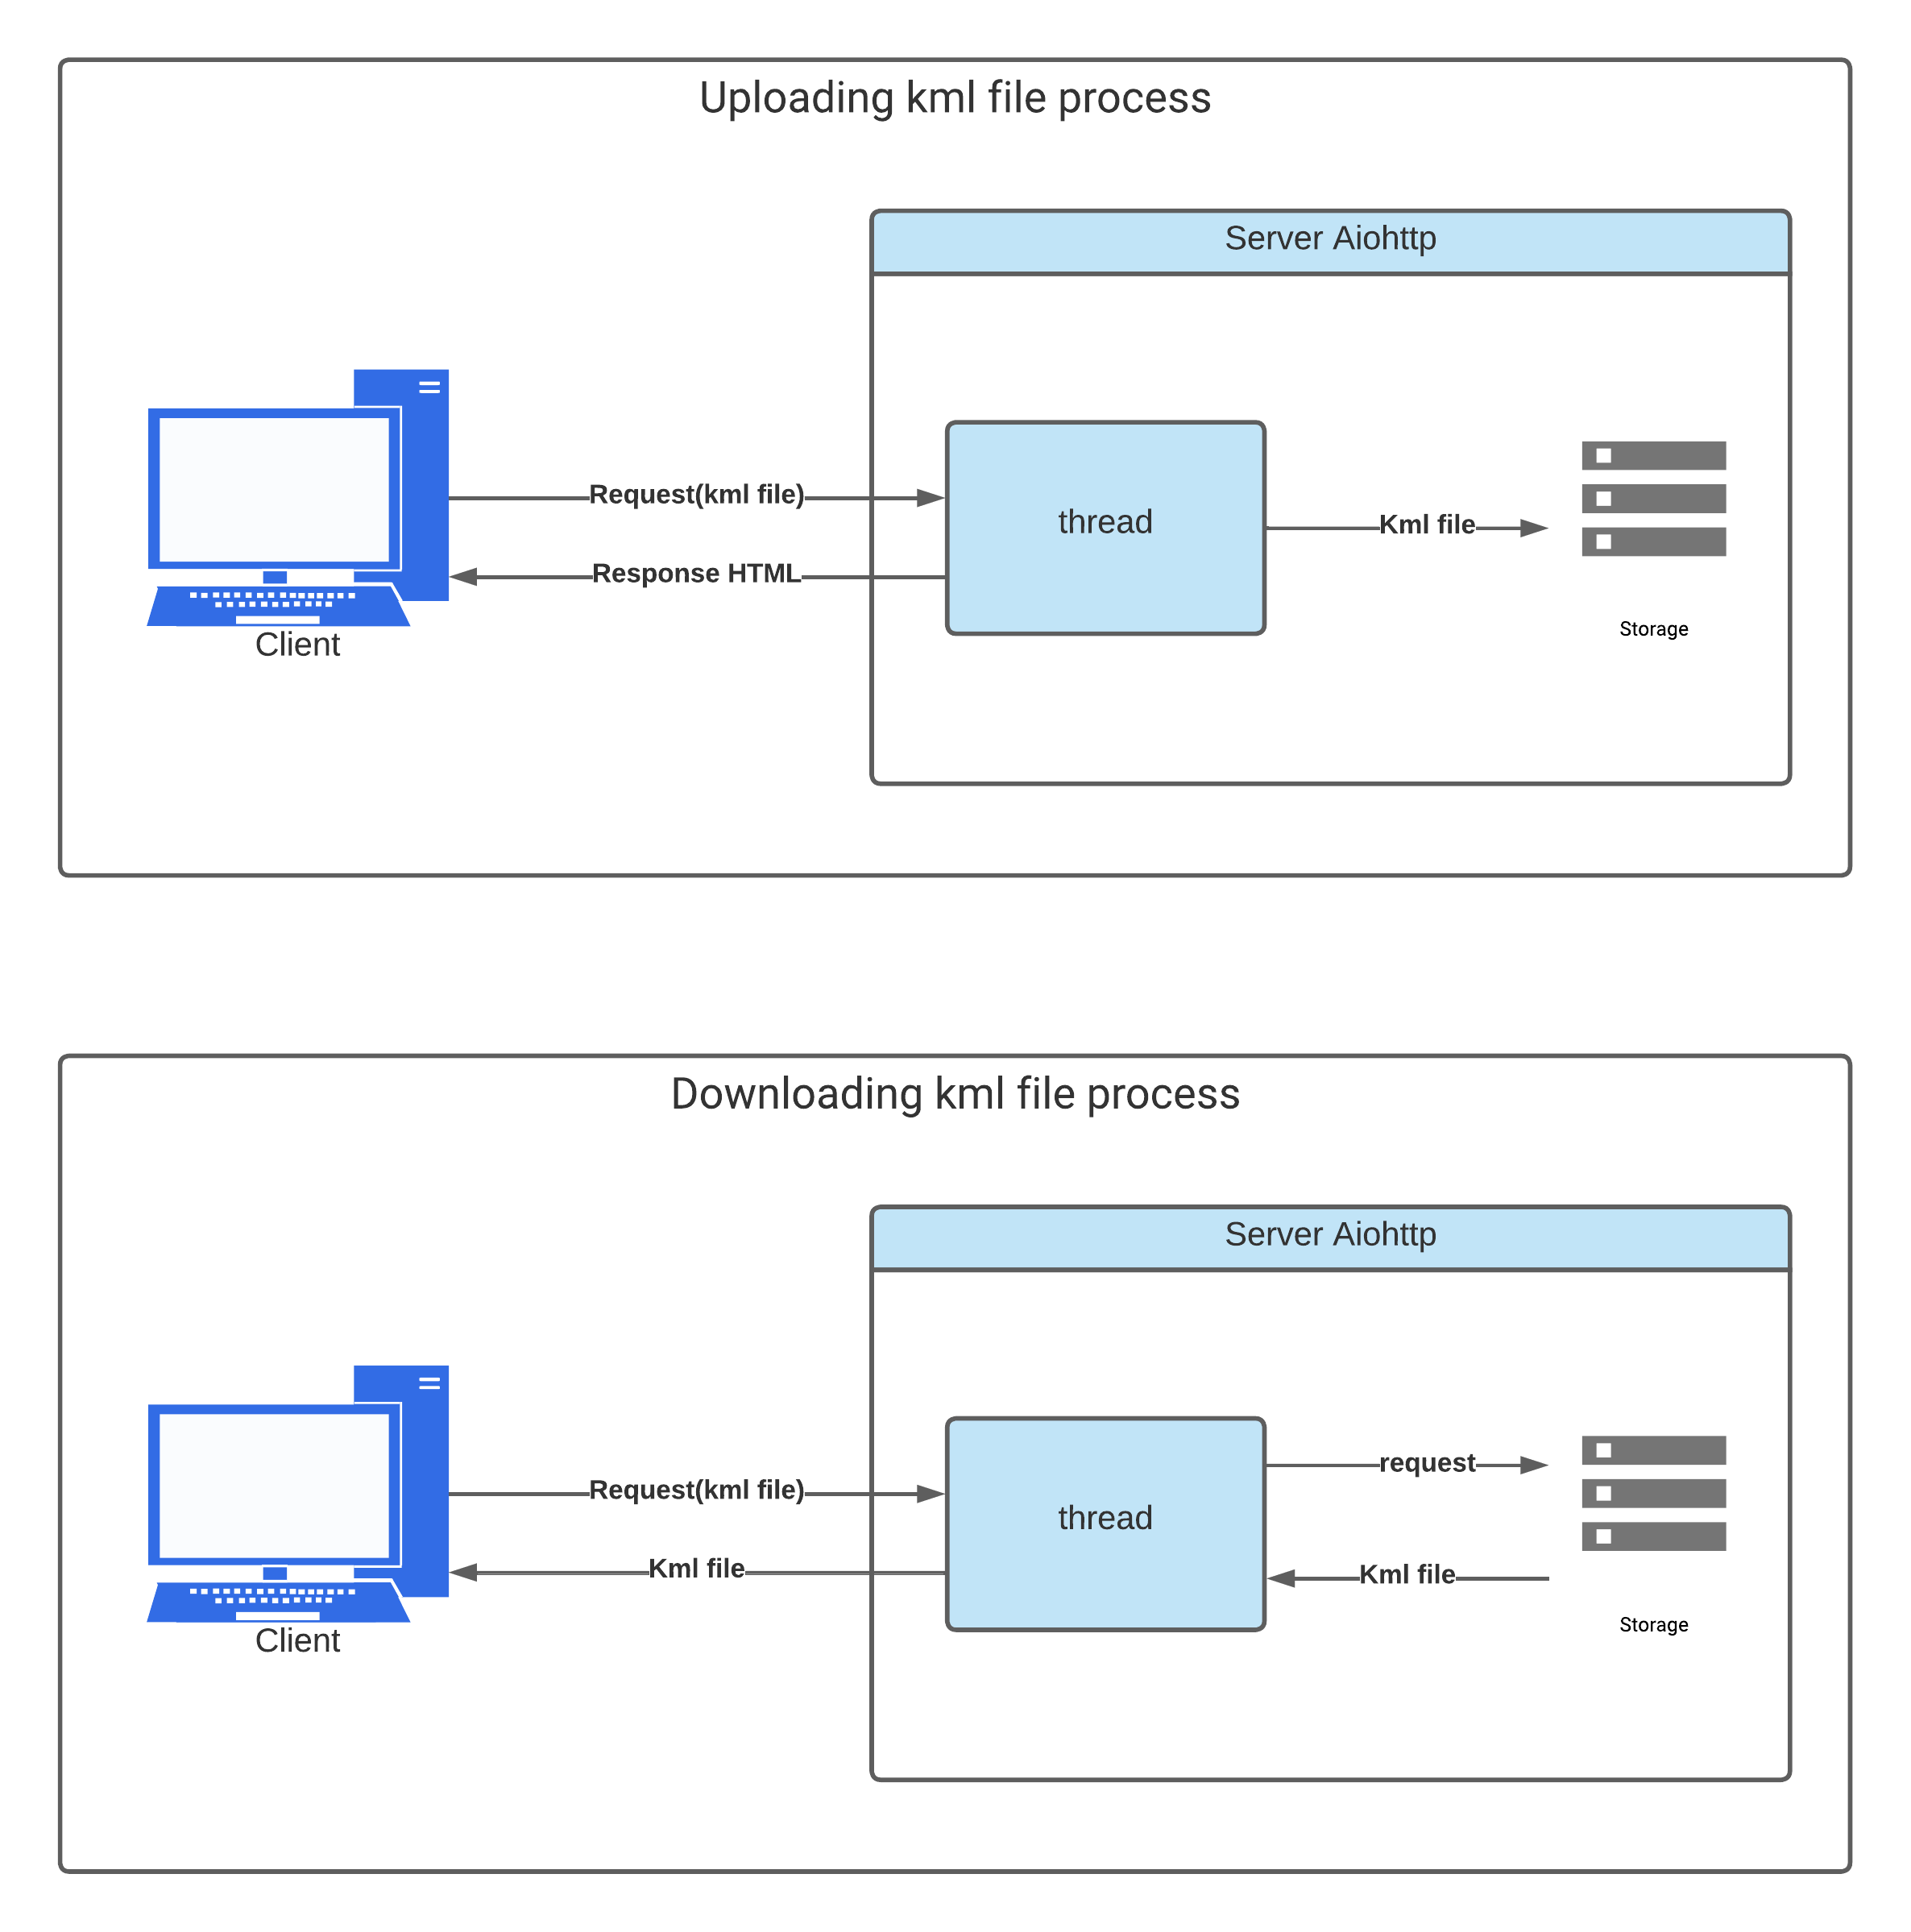 Uploading kml file process
Server Aiohttp
Request(kml file)
thread
Kml file
Response HTML
Storage
Client
Downloading kml file process
Server Aiohttp
request
Request(kml file)
thread
Kml file
Kml file
Storage
Client